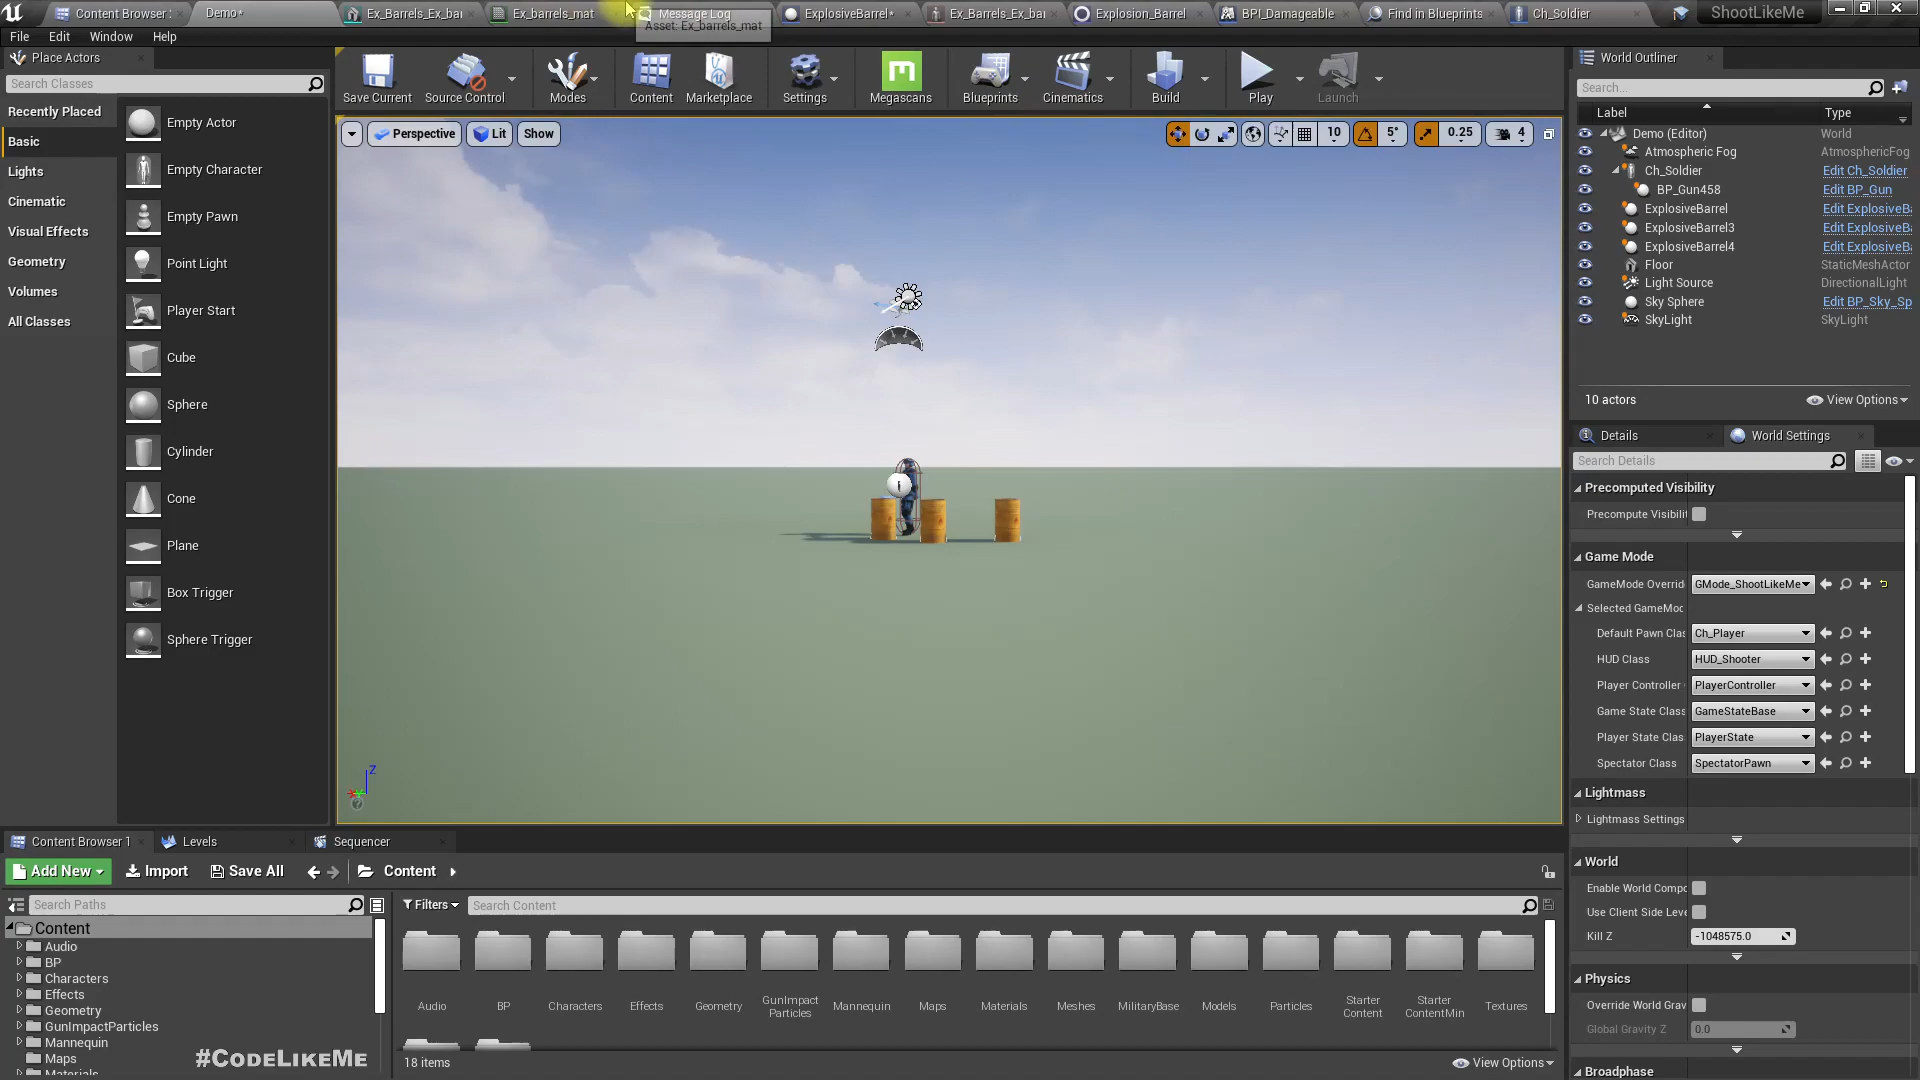 Content Browser
Demo*
Ex_Barrels_Ex_bar
Ex_barrels_mat
Message Log
ExplosiveBarrel*
Ex_Barrels_Ex_bar
Explosion_Barrel
BPI_Damageable
Find in Blueprints
Ch_Soldier
ShootLikeMe
Asset: Ex_barrels_mat
File
Edit
Window
Help
Place Actors
Search Classes
Recently Placed
Basic
Lights
Cinematic
Visual Effects
Geometry
Volumes
All Classes
Empty Actor
Empty Character
Empty Pawn
Point Light
Player Start
Cube
Sphere
Cylinder
Cone
Plane
Box Trigger
Sphere Trigger
Save Current
Source Control
Modes
Content
Marketplace
Settings
Megascans
Blueprints
Cinematics
Build
Play
Launch
Perspective
Lit
Show
10
5°
0.25
4
Z
World Outliner
Search...
Label
Type
Demo (Editor) World
Atmospheric Fog AtmosphericFog
Ch_Soldier Edit Ch_Soldier
BP_Gun458 Edit BP_Gun
ExplosiveBarrel Edit ExplosiveBa
ExplosiveBarrel3 Edit ExplosiveBa
ExplosiveBarrel4 Edit ExplosiveBa
Floor StaticMeshActor
Light Source DirectionalLight
Sky Sphere Edit BP_Sky_Sp
SkyLight SkyLight
10 actors
View Options
Details
World Settings
Search Details
Precomputed Visibility
Precompute Visibilit
Game Mode
GameMode Overrid GMode_ShootLikeMe
Selected GameMod
Default Pawn Clas Ch_Player
HUD Class HUD_Shooter
Player Controller PlayerController
Game State Class GameStateBase
Player State Clas PlayerState
Spectator Class SpectatorPawn
Lightmass
Lightmass Settings
World
Enable World Compo
Use Client Side Leve
Kill Z -1048575.0
Physics
Override World Grav
Global Gravity Z 0.0
Broadphase
Content Browser 1
Levels
Sequencer
Add New
Import
Save All
Content
Search Paths
Filters
Search Content
Content
Audio
BP
Characters
Effects
Geometry
GunImpactParticles
Mannequin
Maps
Materials
Audio
BP
Characters
Effects
Geometry
GunImpact
Particles
Mannequin
Maps
Materials
Meshes
MilitaryBase
Models
Particles
Starter
Content
Starter
ContentMin
Textures
18 items
View Options
#CODELIKEME